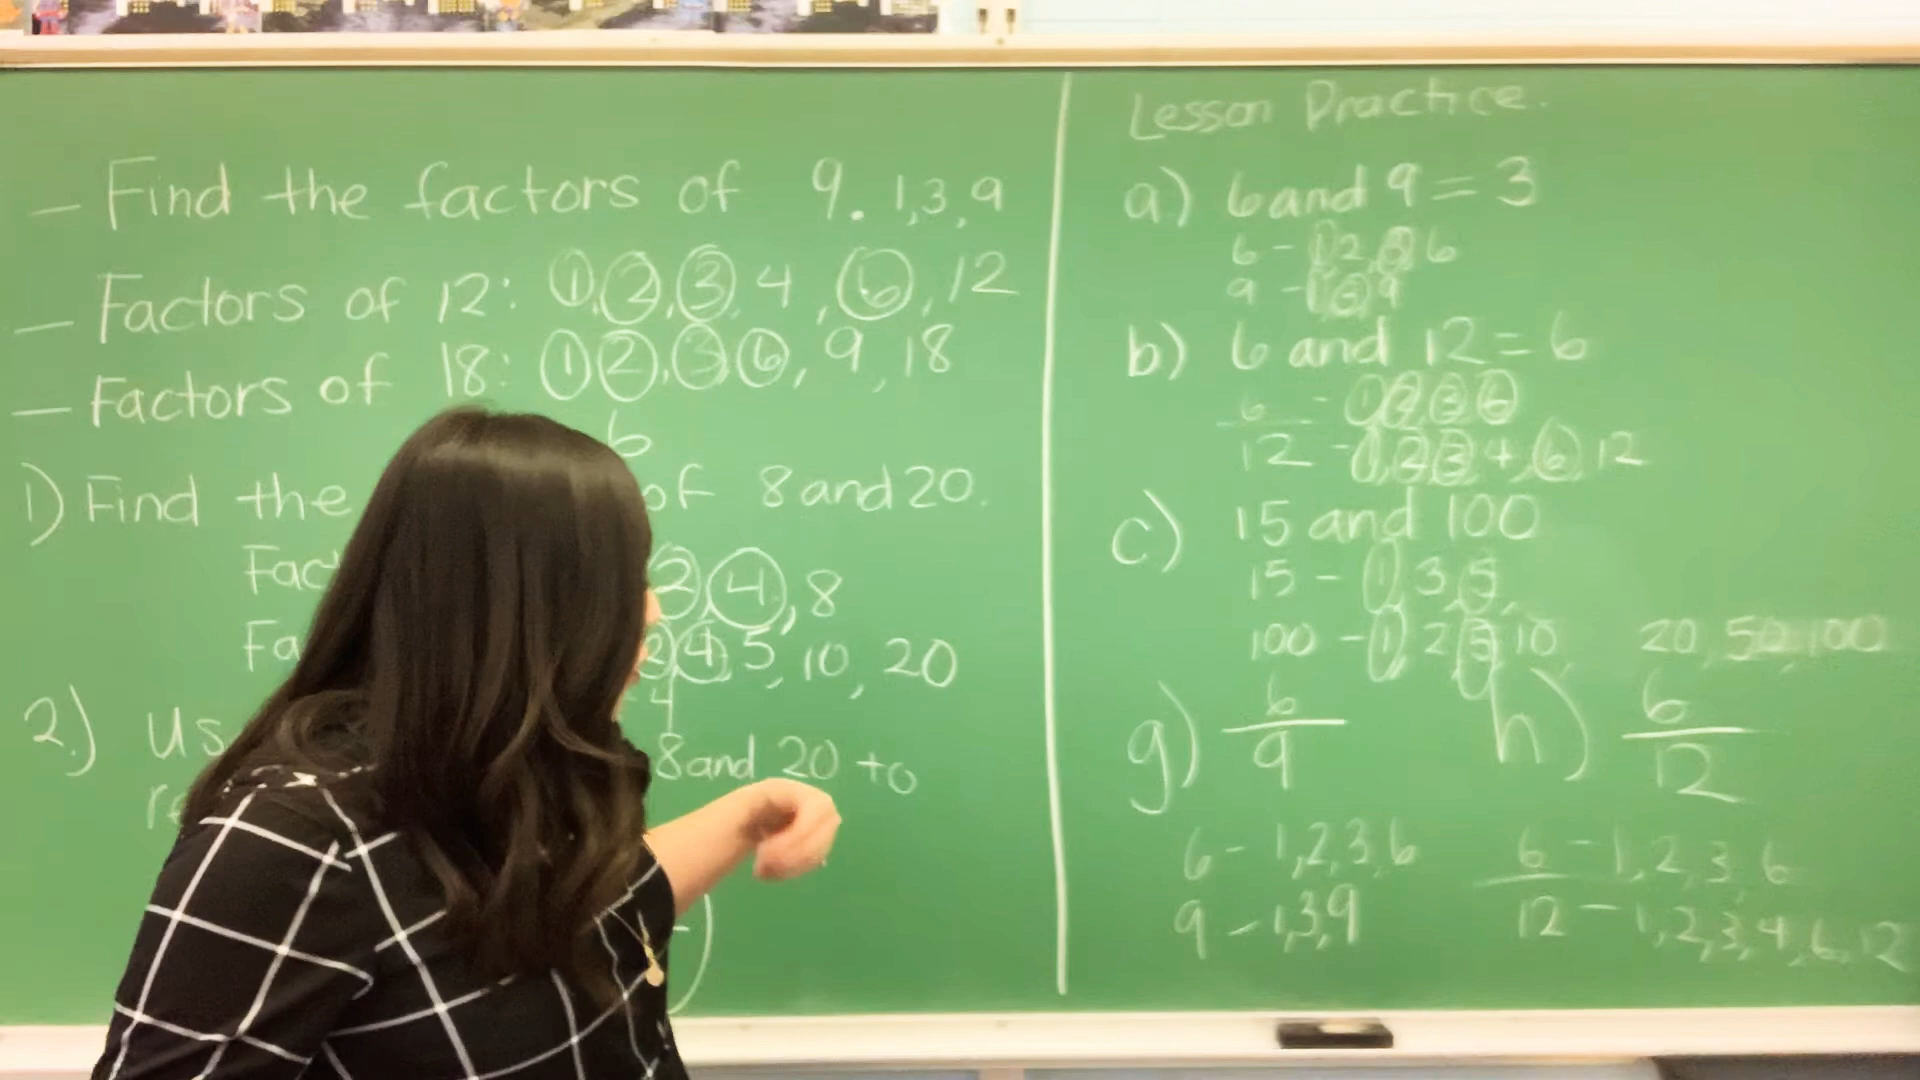 - Find the factors of 9. 1,3,9
- Factors of 12: 1,2,3,4,6,12
- Factors of 18: 1,2,3,6,9,18
6
1) Find the of 8 and 20.
2,4,8
2,4,5,10,20
4
2.) 8 and 20 to
Lesson Practice.
a) 6 and 9 = 3
6 - 1,2,3,6
9 - 1,3,9
b) 6 and 12 = 6
6 - 1,2,3,6
12 - 1,2,3,4,6,12
c) 15 and 100
15 - 1,3,5,
100 - 1,2,5,10, 20,50,100
g) 6/9
h) 6/12
6 - 1,2,3,6
9 - 1,3,9
6 - 1,2,3,6
12 - 1,2,3,4,6,12